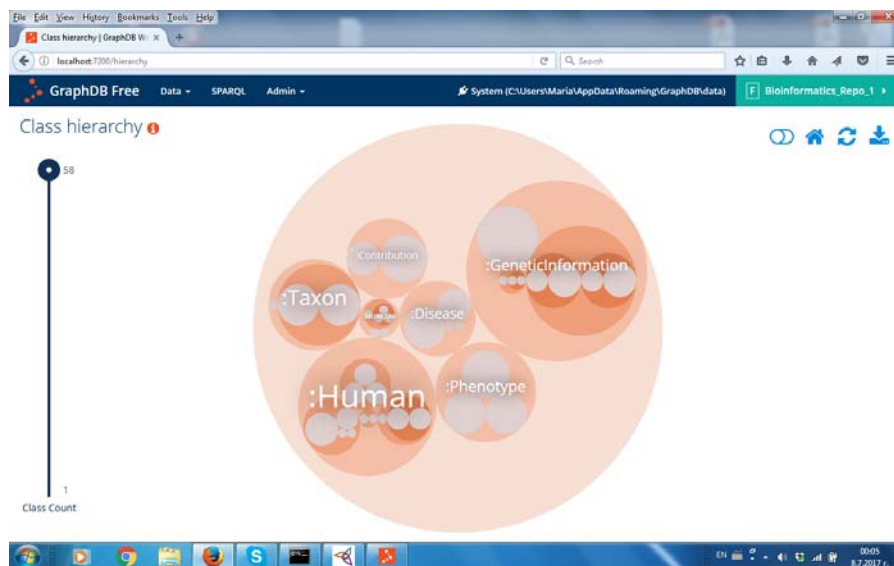 File Edit View History Bookmarks Tools Help
Class hierarchy | GraphDB W
localhost:7200/hierarchy
Search
GraphDB Free Data SPARQL Admin System (C:\Users\Maria\AppData\Roaming\GraphDB\data) F Bioinformatics_Repo_1
Class hierarchy
58
:Contribution
:GeneticInformation
:Taxon
:Disease
:Phenotype
:Human
1
Class Count
EN 00:05
8.7.2017 г.